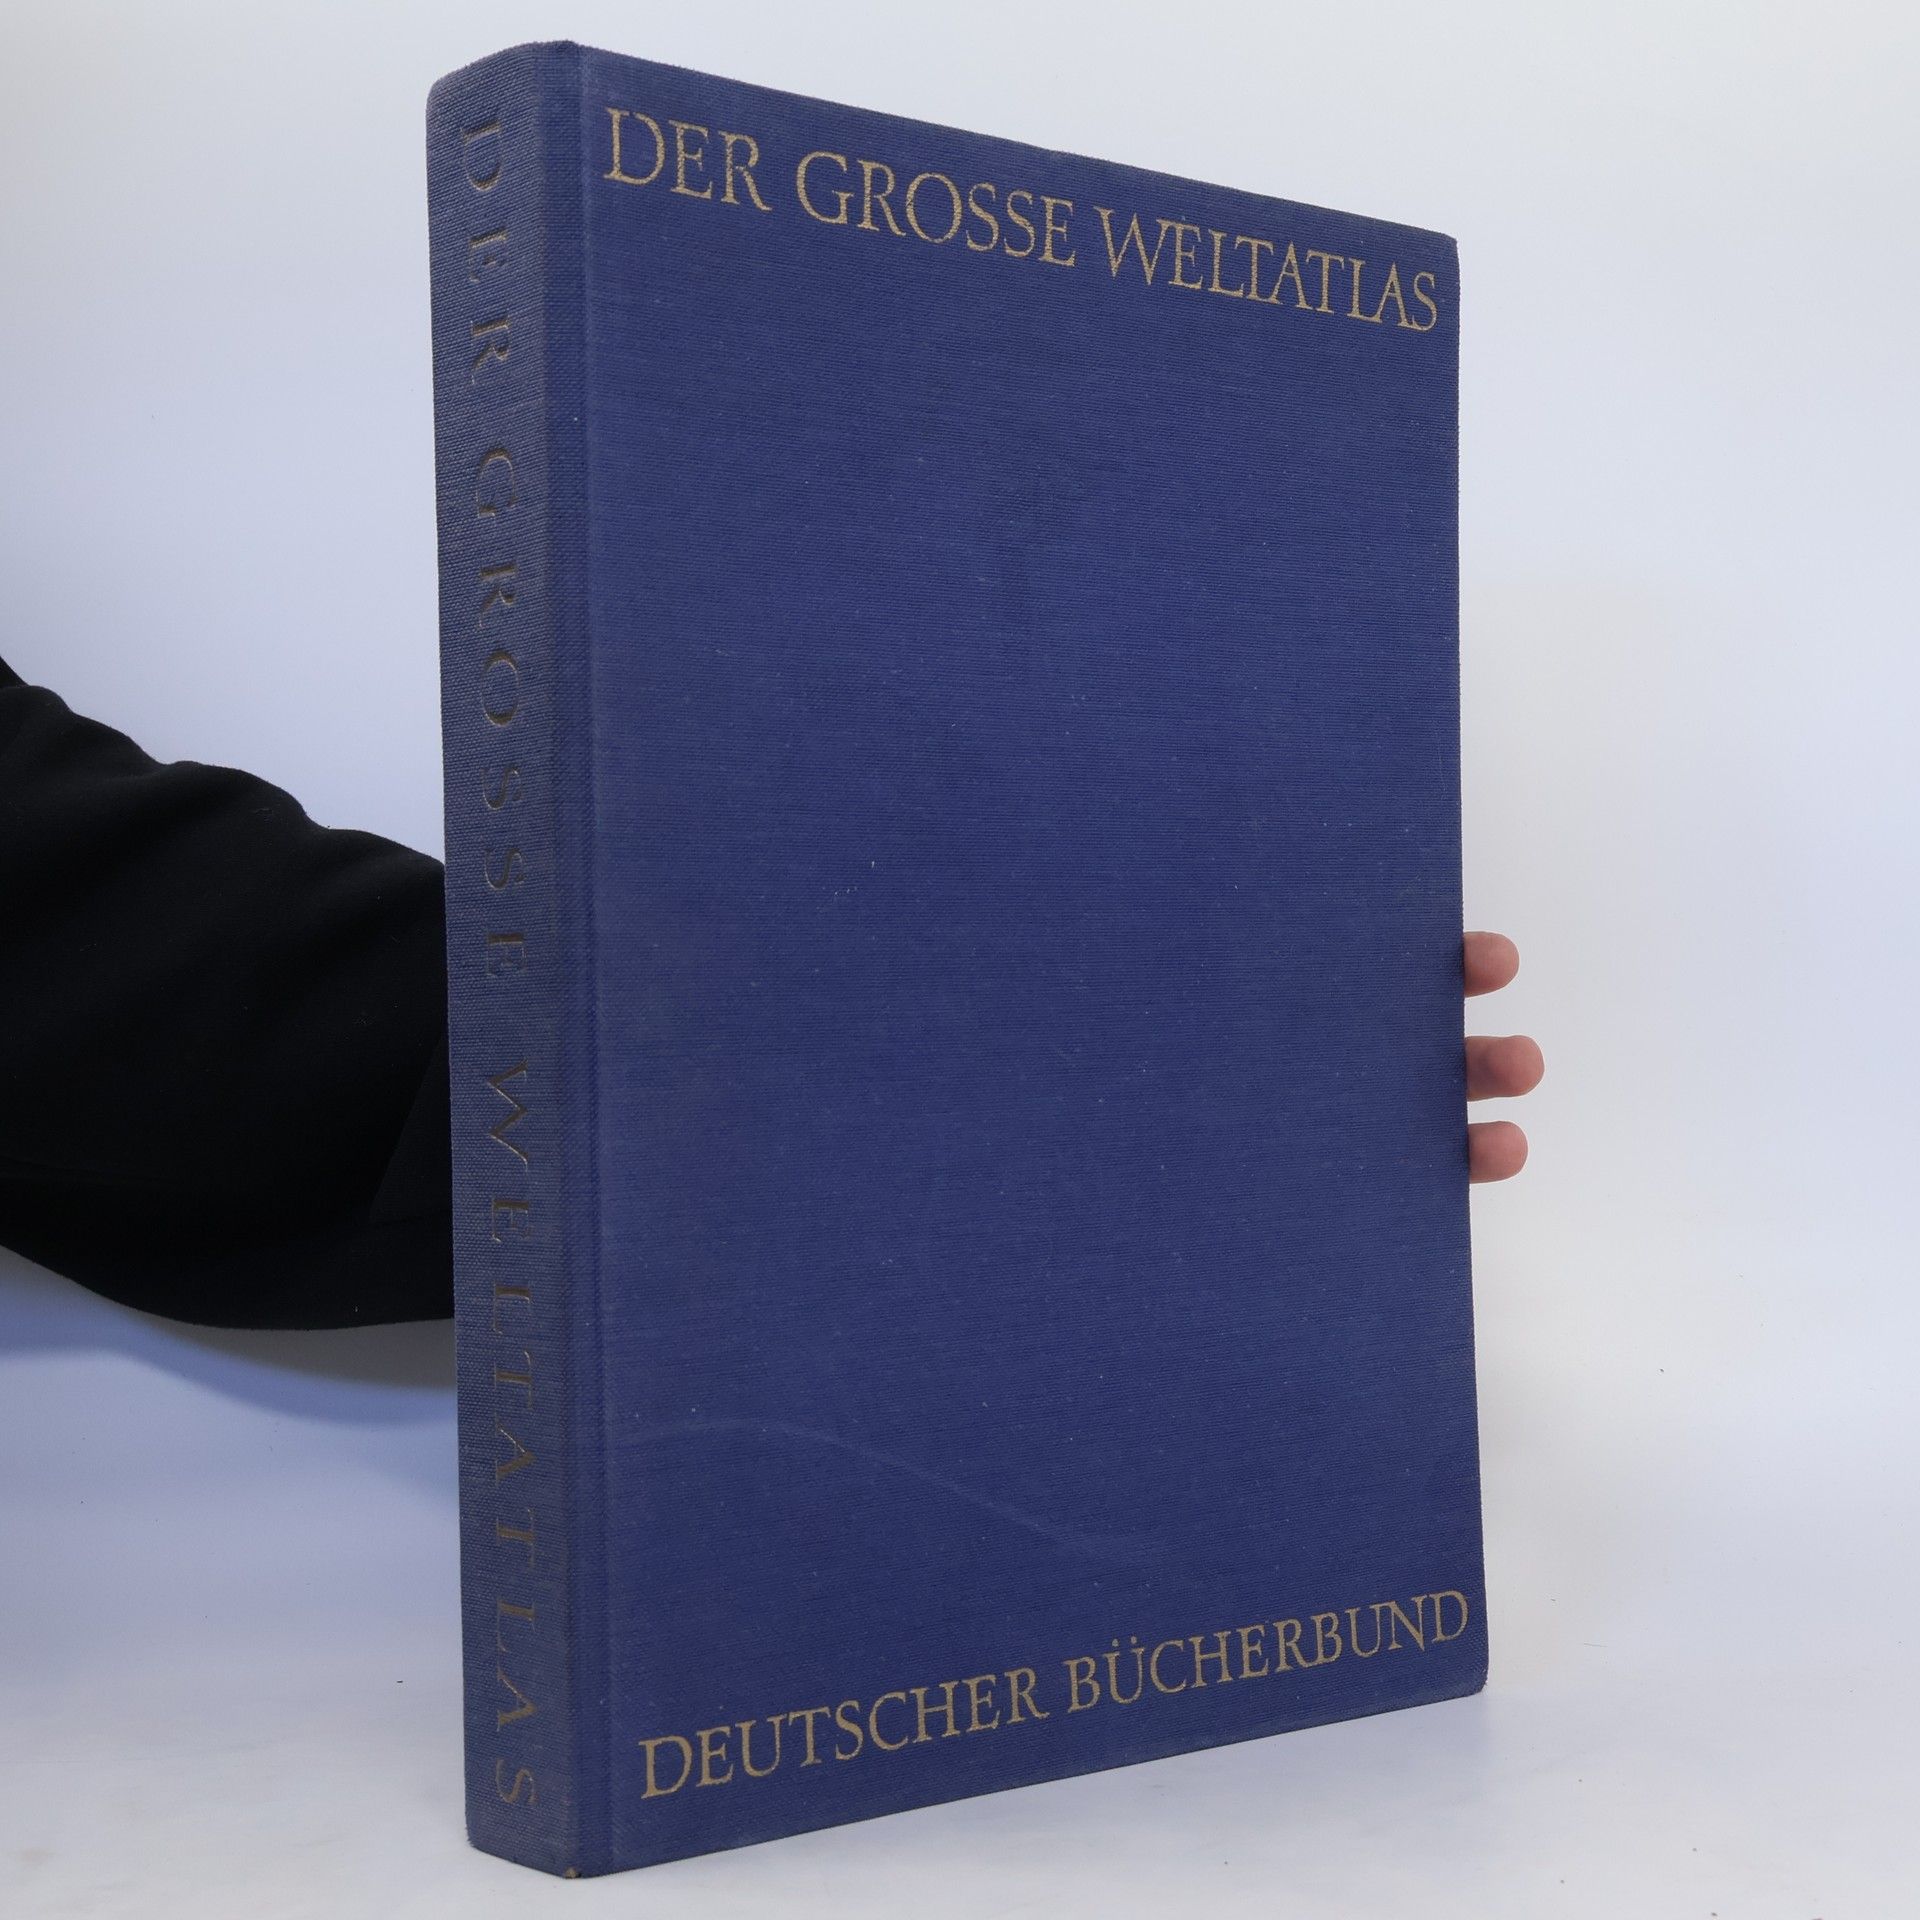 DER GROSSE WELTATLAS
DER GROSSE WELTATLAS
DEUTSCHER BÜCHERBUND